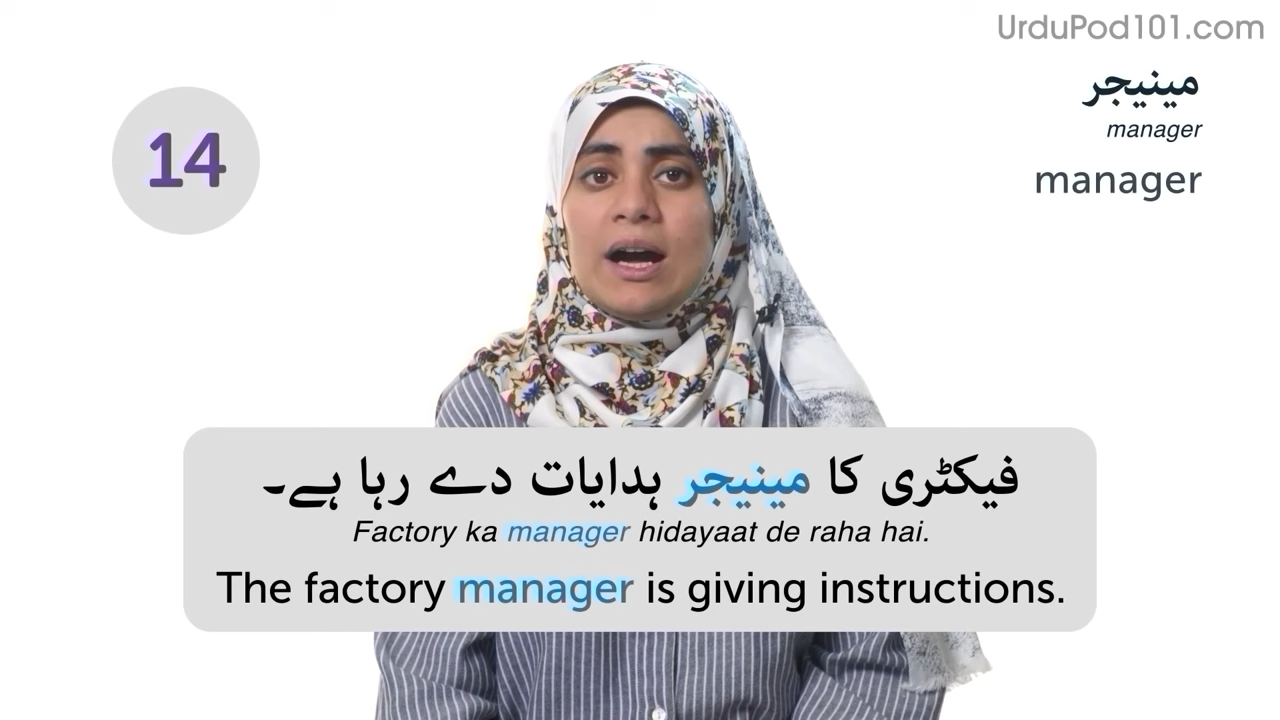 UrduPod101.com
14
مینیجر
manager
manager
فیکٹری کا مینیجر ہدایات دے رہا ہے۔
Factory ka manager hidayaat de raha hai.
The factory manager is giving instructions.